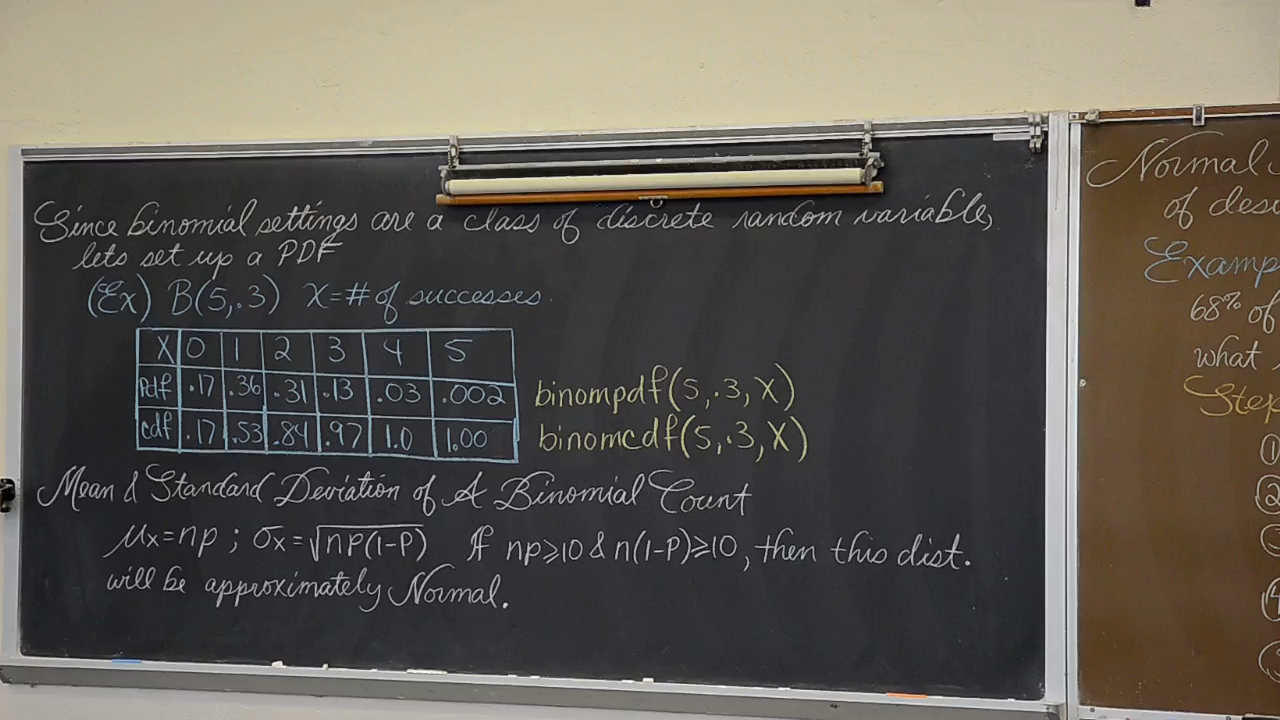 Since binomial settings are a class of discrete random variable,
lets set up a PDF
(Ex) B(5,.3) X=# of successes.
X 0 1 2 3 4 5
Pdf .17 .36 .31 .13 .03 .002
cdf .17 .53 .84 .97 1.0 1.00
binompdf(5,.3,X)
binomcdf(5,.3,X)
Mean & Standard Deviation of A Binomial Count
μx=np ; σx=√np(1-p) If np≥10 & n(1-p)≥10, then this dist.
will be approximately Normal.
Normal
of
Examp
68% of
what
Step
1
2
4